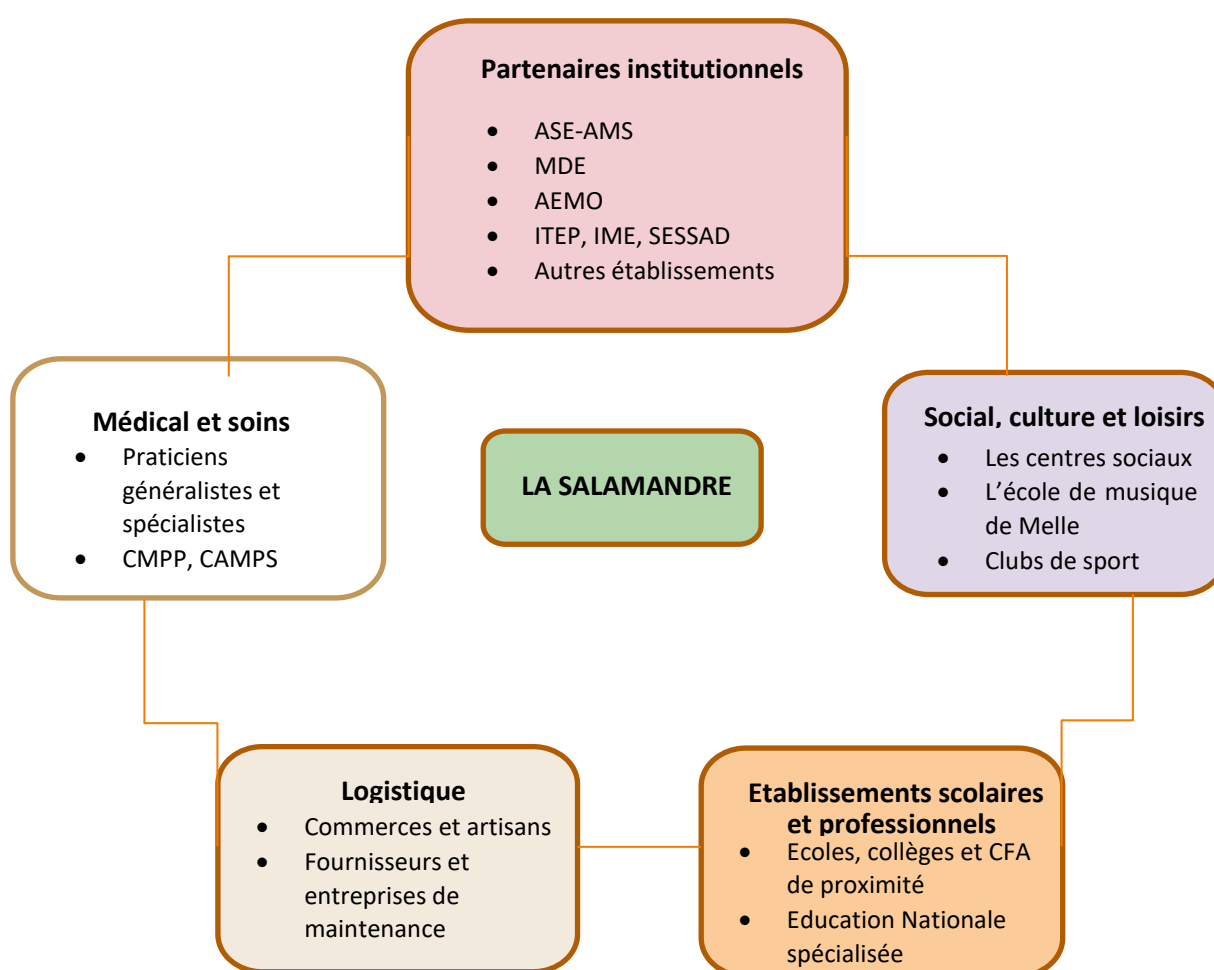 Partenaires institutionnels
• ASE-AMS
• MDE
• AEMO
• ITEP, IME, SESSAD
• Autres établissements
Médical et soins
• Praticiens
généralistes et
spécialistes
• CMPP, CAMPS
LA SALAMANDRE
Social, culture et loisirs
• Les centres sociaux
• L’école de musique
de Melle
• Clubs de sport
Logistique
• Commerces et artisans
• Fournisseurs et
entreprises de
maintenance
Etablissements scolaires
et professionnels
• Ecoles, collèges et CFA
de proximité
• Education Nationale
spécialisée